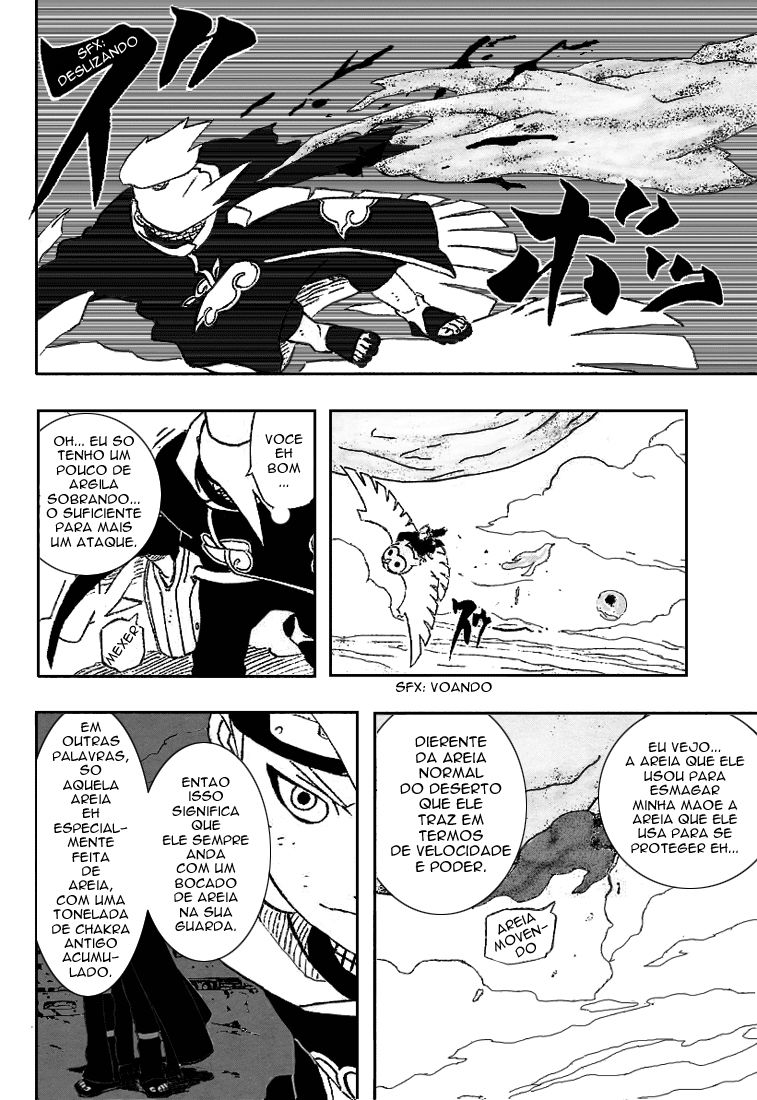 SFX:
DESLIZANDO
ズ
ボッ
VOCE
EH
BOM
...
OH... EU SO
TENHO UM
POUCO DE
ARGILA
SOBRANDO...
O SUFICIENTE
PARA MAIS
UM ATAQUE.
MEXER
SFX: VOANDO
EU VEJO...
A AREIA QUE ELE
USOU PARA
ESMAGAR
MINHA MAOE A
AREIA QUE ELE
USA PARA SE
PROTEGER EH...
DIERENTE
DA AREIA
NORMAL
DO DESERTO
QUE ELE
TRAZ EM
TERMOS
DE VELOCIDADE
E PODER.
AREIA
MOVEN-
DO
ENTAO
ISSO
SIGNIFICA
QUE
ELE SEMPRE
ANDA
COM UM
BOCADO
DE AREIA
NA SUA
GUARDA.
EM
OUTRAS
PALAVRAS,
SO
AQUELA
AREIA
EH
ESPECIAL-
MENTE
FEITA
DE
AREIA,
COM UMA
TONELADA
DE CHAKRA
ANTIGO
ACUMU-
LADO.